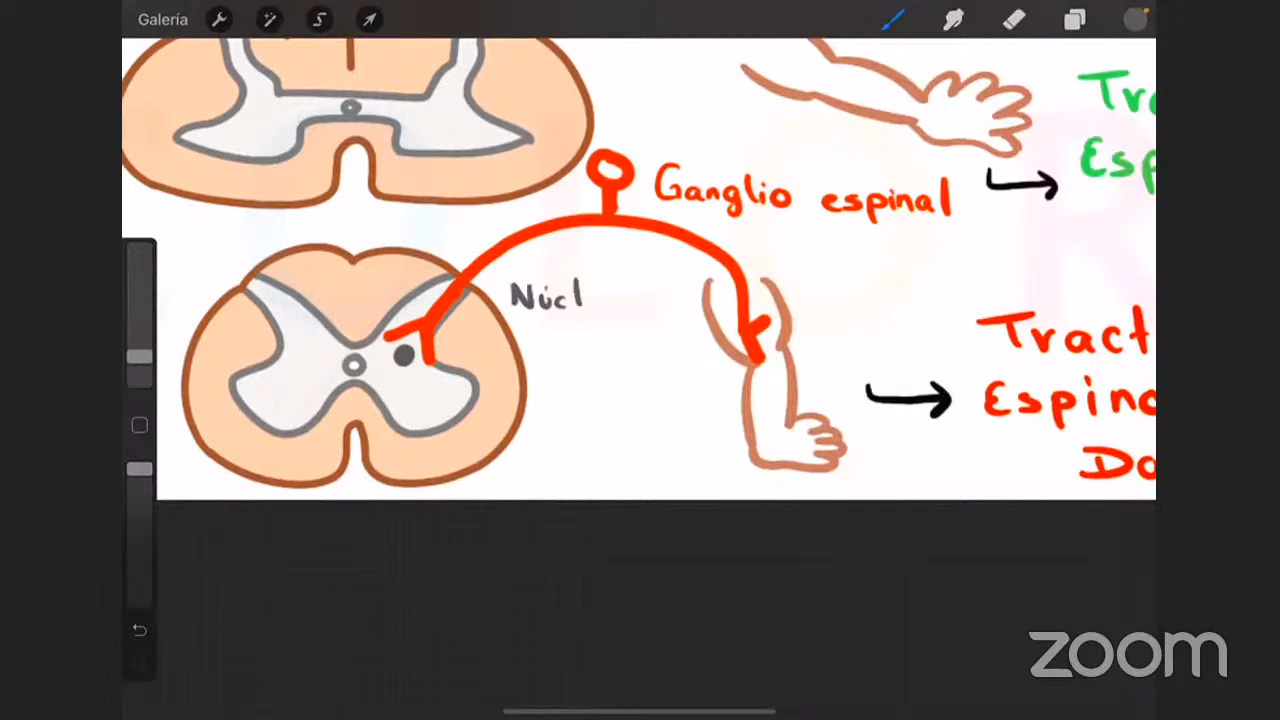 Galería
Tr
Ganglio espinal
Esp
Núcl
Tract
Espino
Do
zoom